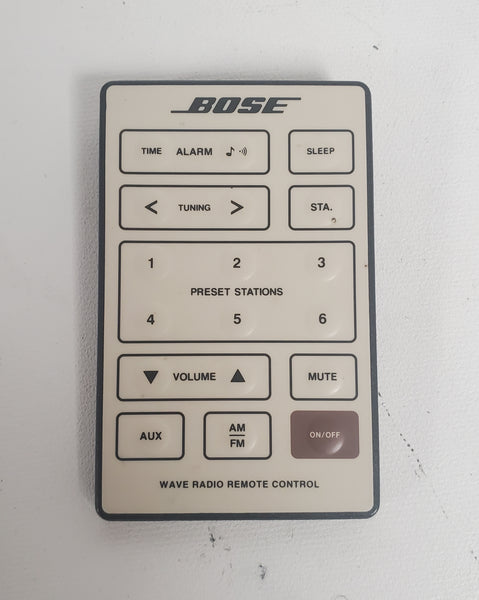 BOSE
TIME ALARM SLEEP
< TUNING > STA.
1 2 3
PRESET STATIONS
4 5 6
VOLUME MUTE
AUX AM FM ON/OFF
WAVE RADIO REMOTE CONTROL